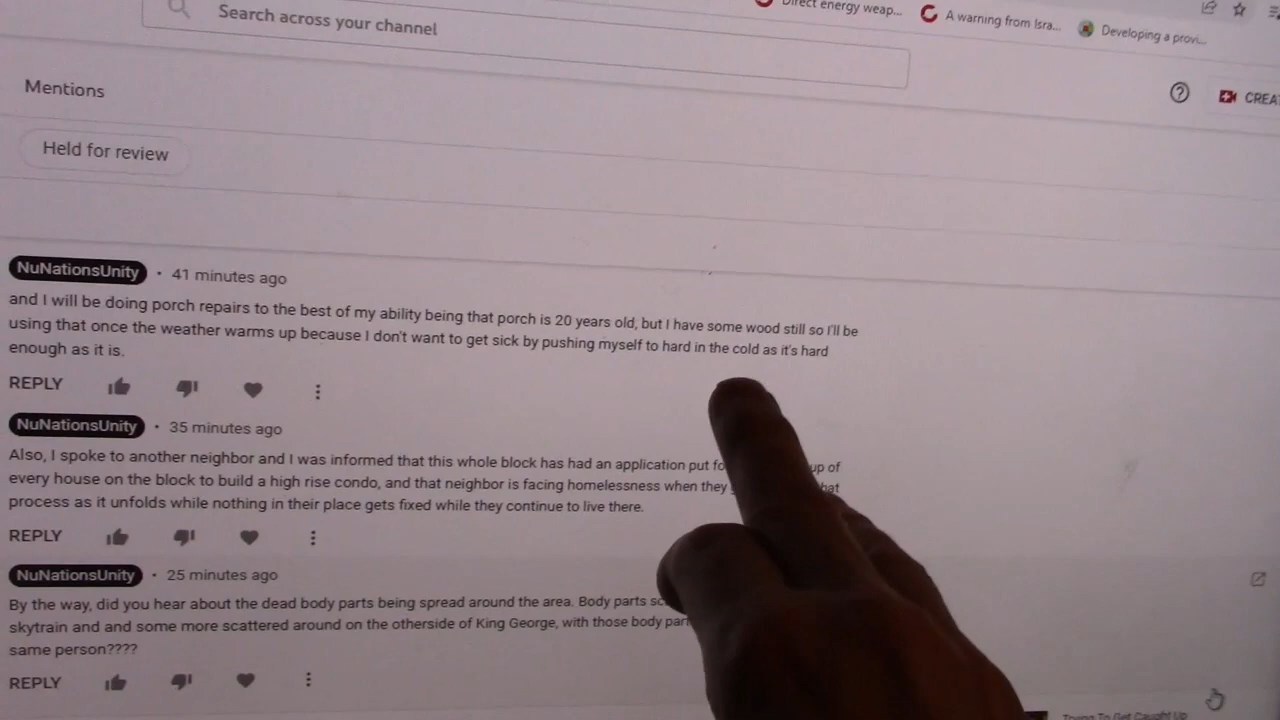 Direct energy weap...
A warning from Isra...
Developing a provi...
Search across your channel
Mentions
CREA
Held for review
NuNationsUnity • 41 minutes ago
and I will be doing porch repairs to the best of my ability being that porch is 20 years old, but I have some wood still so I'll be
using that once the weather warms up because I don't want to get sick by pushing myself to hard in the cold as it's hard
enough as it is.
REPLY
NuNationsUnity • 35 minutes ago
Also, I spoke to another neighbor and I was informed that this whole block has had an application put fo up of
every house on the block to build a high rise condo, and that neighbor is facing homelessness when they hat
process as it unfolds while nothing in their place gets fixed while they continue to live there.
REPLY
NuNationsUnity • 25 minutes ago
By the way, did you hear about the dead body parts being spread around the area. Body parts sc
skytrain and and some more scattered around on the otherside of King George, with those body part
same person????
REPLY
Trying To Get Caught Up